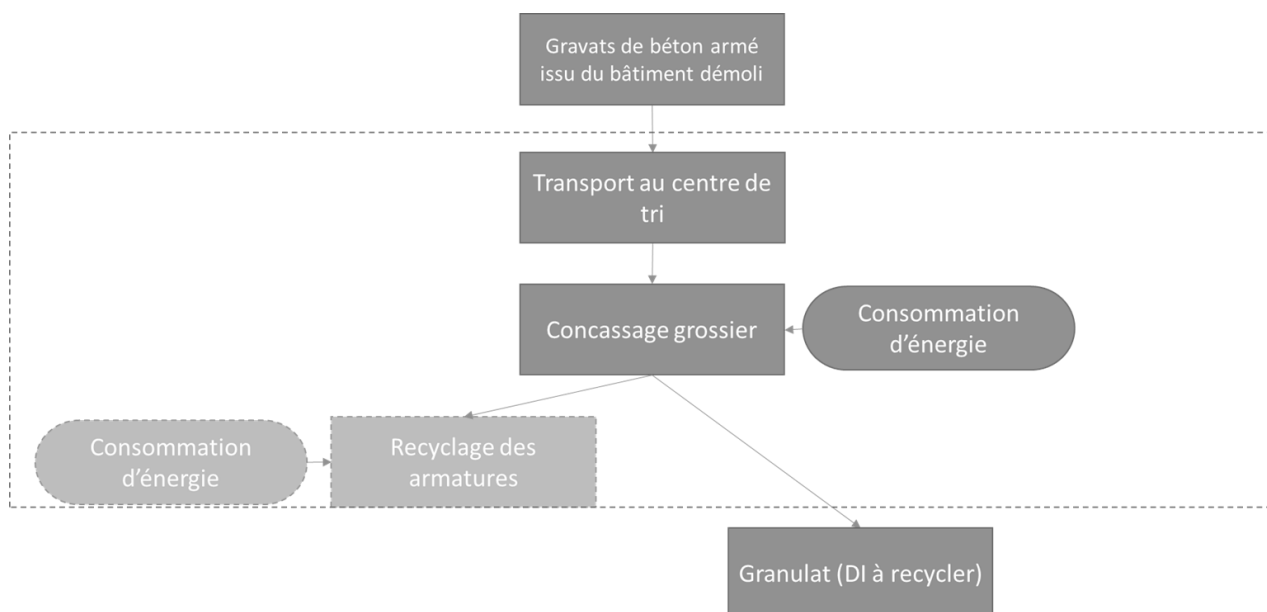 Gravats de béton armé
issu du bâtiment démoli
Transport au centre de
tri
Concassage grossier
Consommation
d’énergie
Consommation
d’énergie
Recyclage des
armatures
Granulat (DI à recycler)